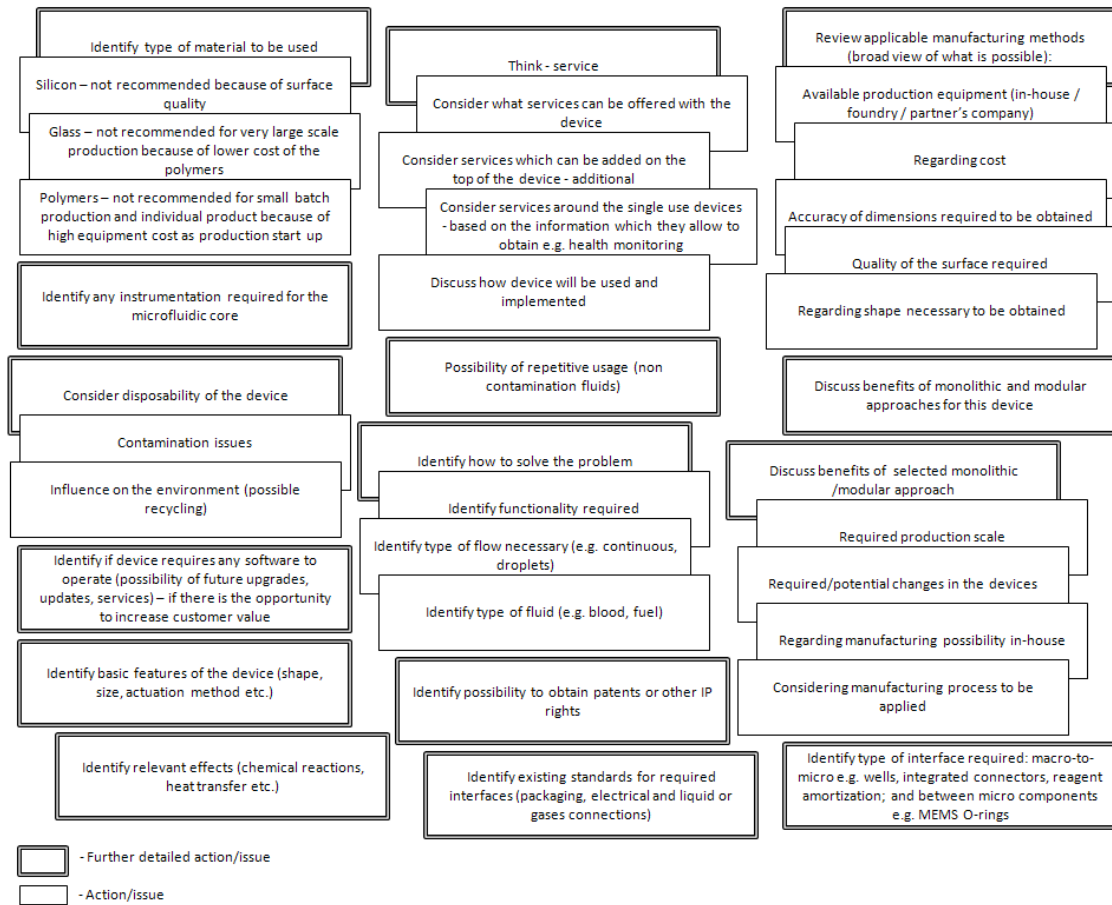 Identify type of material to be used
Silicon – not recommended because of surface
quality
Glass – not recommended for very large scale
production because of lower cost of the
polymers
Polymers – not recommended for small batch
production and individual product because of
high equipment cost as production start up
Identify any instrumentation required for the
microfluidic core
Consider disposability of the device
Contamination issues
Influence on the environment (possible
recycling)
Identify if device requires any software to
operate (possibility of future upgrades,
updates, services) – if there is the opportunity
to increase customer value
Identify basic features of the device (shape,
size, actuation method etc.)
Identify relevant effects (chemical reactions,
heat transfer etc.)
Think - service
Consider what services can be offered with the
device
Consider services which can be added on the
top of the device - additional
Consider services around the single use devices
- based on the information which they allow to
obtain e.g. health monitoring
Discuss how device will be used and
implemented
Possibility of repetitive usage (non
contamination fluids)
Identify how to solve the problem
Identify functionality required
Identify type of flow necessary (e.g. continuous,
droplets)
Identify type of fluid (e.g. blood, fuel)
Identify possibility to obtain patents or other IP
rights
Identify existing standards for required
interfaces (packaging, electrical and liquid or
gases connections)
Review applicable manufacturing methods
(broad view of what is possible):
Available production equipment (in-house /
foundry / partner's company)
Regarding cost
Accuracy of dimensions required to be obtained
Quality of the surface required
Regarding shape necessary to be obtained
Discuss benefits of monolithic and modular
approaches for this device
Discuss benefits of selected monolithic
/modular approach
Required production scale
Required/potential changes in the devices
Regarding manufacturing possibility in-house
Considering manufacturing process to be
applied
Identify type of interface required: macro-to-
micro e.g. wells, integrated connectors, reagent
amortization; and between micro components
e.g. MEMS O-rings
- Further detailed action/issue
- Action/issue